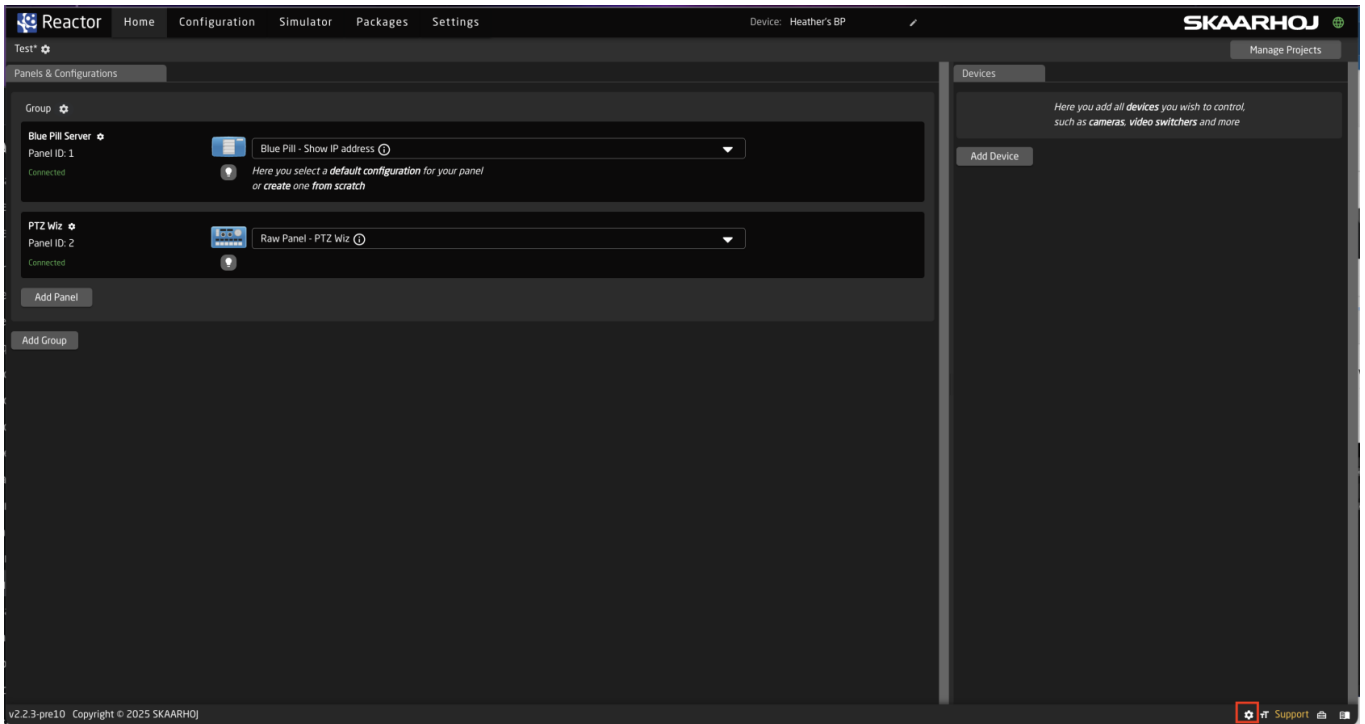 Reactor Home Configuration Simulator Packages Settings Device: Heather's BP SKAARHOJ
Test* Manage Projects
Panels & Configurations
Group
Blue Pill Server
Panel ID: 1
Connected
Blue Pill - Show IP address
Here you select a default configuration for your panel
or create one from scratch
PTZ Wiz
Panel ID: 2
Connected
Raw Panel - PTZ Wiz
Add Panel
Add Group
Devices
Here you add all devices you wish to control,
such as cameras, video switchers and more
Add Device
v2.2.3-pre10 Copyright © 2025 SKAARHOJ TT Support